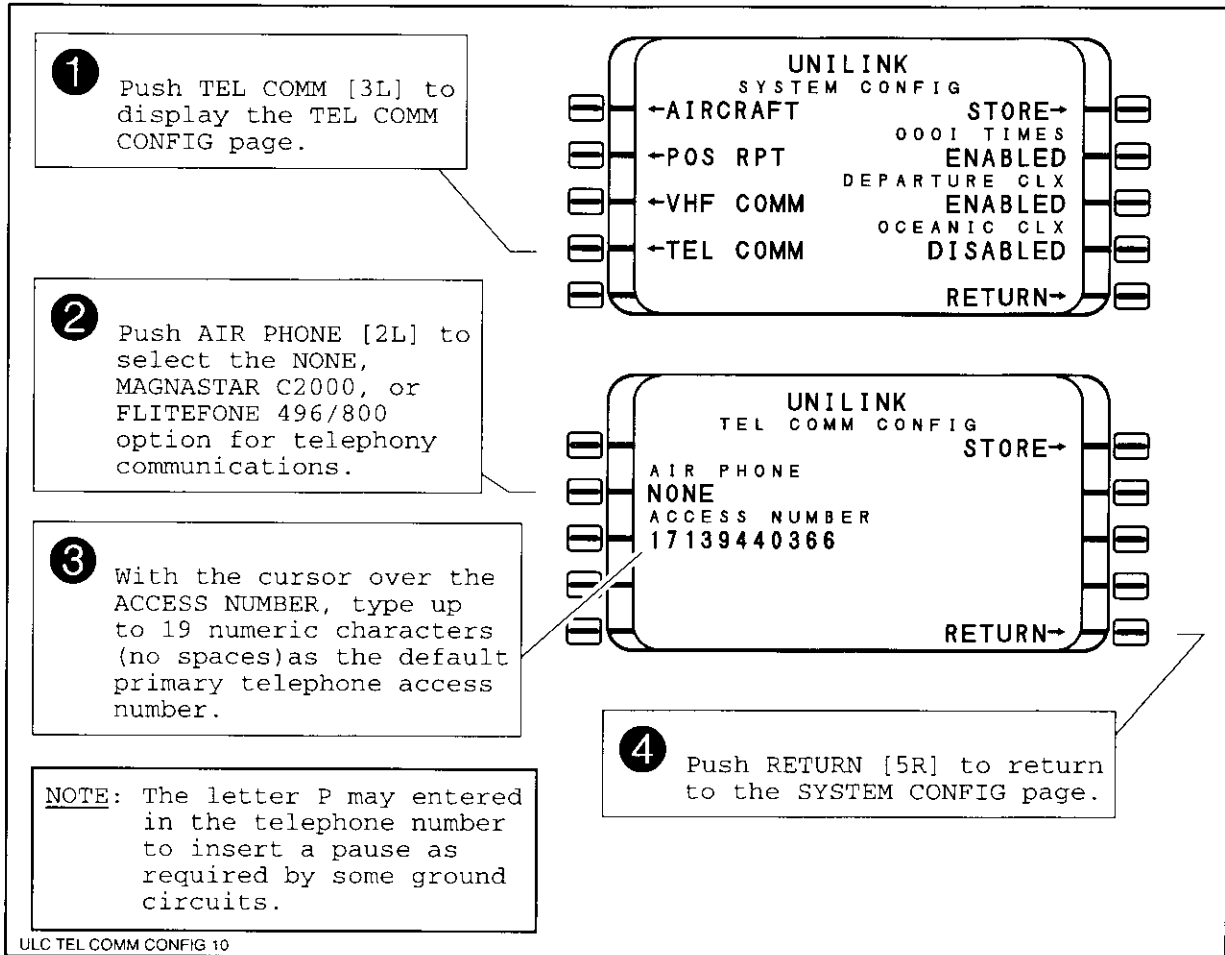 1
Push TEL COMM [3L] to
display the TEL COMM
CONFIG page.
UNILINK
SYSTEM CONFIG
←AIRCRAFT STORE→
OOOI TIMES
←POS RPT ENABLED
DEPARTURE CLX
←VHF COMM ENABLED
OCEANIC CLX
←TEL COMM DISABLED
RETURN→
2
Push AIR PHONE [2L] to
select the NONE,
MAGNASTAR C2000, or
FLITEFONE 496/800
option for telephony
communications.
UNILINK
TEL COMM CONFIG
STORE→
AIR PHONE
NONE
ACCESS NUMBER
17139440366
RETURN→
3
With the cursor over the
ACCESS NUMBER, type up
to 19 numeric characters
(no spaces)as the default
primary telephone access
number.
4
Push RETURN [5R] to return
to the SYSTEM CONFIG page.
NOTE: The letter P may entered
in the telephone number
to insert a pause as
required by some ground
circuits.
ULC TEL COMM CONFIG 10